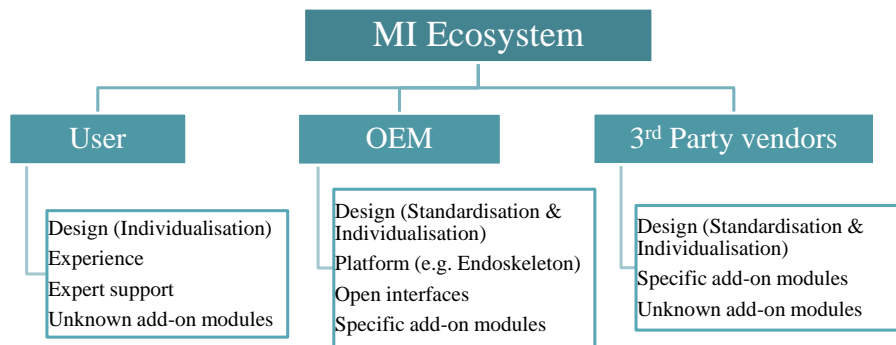 MI Ecosystem
User
OEM
3rd Party vendors
Design (Individualisation)
Experience
Expert support
Unknown add-on modules
Design (Standardisation &
Individualisation)
Platform (e.g. Endoskeleton)
Open interfaces
Specific add-on modules
Design (Standardisation &
Individualisation)
Specific add-on modules
Unknown add-on modules